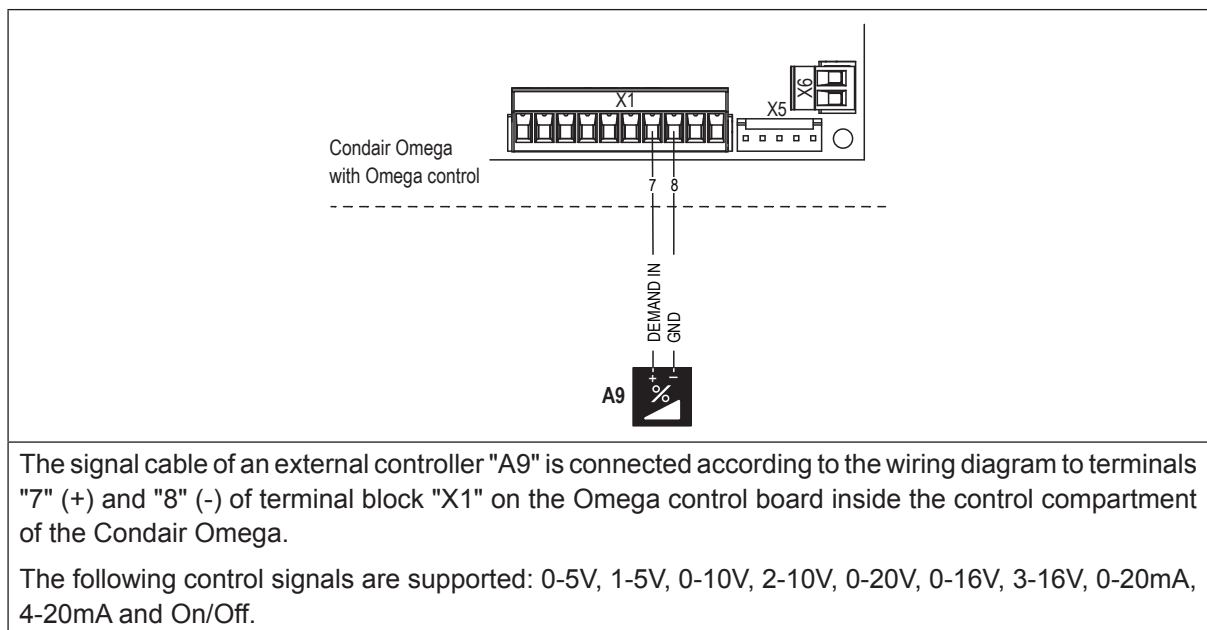 X6
X1
X5
Condair Omega
with Omega control
7 8
DEMAND IN
GND
+ -
A9
%
The signal cable of an external controller "A9" is connected according to the wiring diagram to terminals
"7" (+) and "8" (-) of terminal block "X1" on the Omega control board inside the control compartment
of the Condair Omega.
The following control signals are supported: 0-5V, 1-5V, 0-10V, 2-10V, 0-20V, 0-16V, 3-16V, 0-20mA,
4-20mA and On/Off.